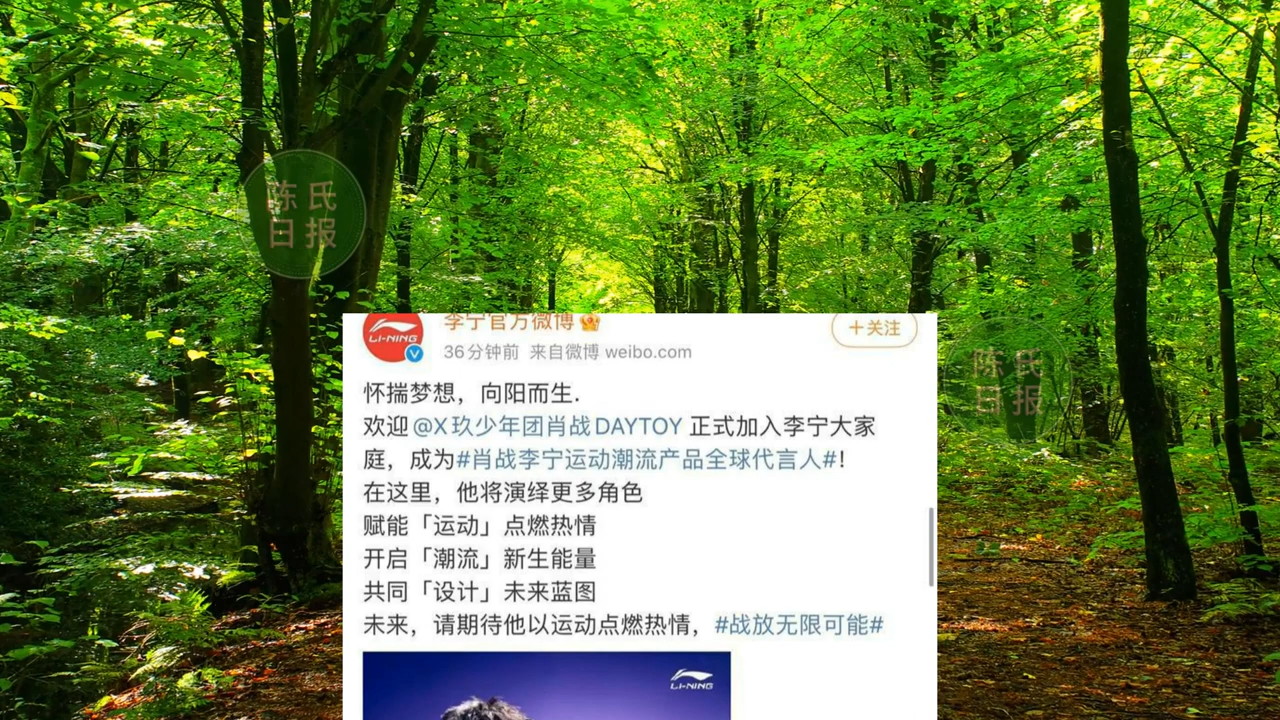 陈氏
日报
李宁官方微博
LI-NING
36分钟前 来自微博 weibo.com
+关注
陈氏
日报
怀揣梦想，向阳而生.
欢迎@X玖少年团肖战DAYTOY 正式加入李宁大家
庭，成为#肖战李宁运动潮流产品全球代言人#!
在这里，他将演绎更多角色
赋能「运动」点燃热情
开启「潮流」新生能量
共同「设计」未来蓝图
未来，请期待他以运动点燃热情，#战放无限可能#
LI-NING